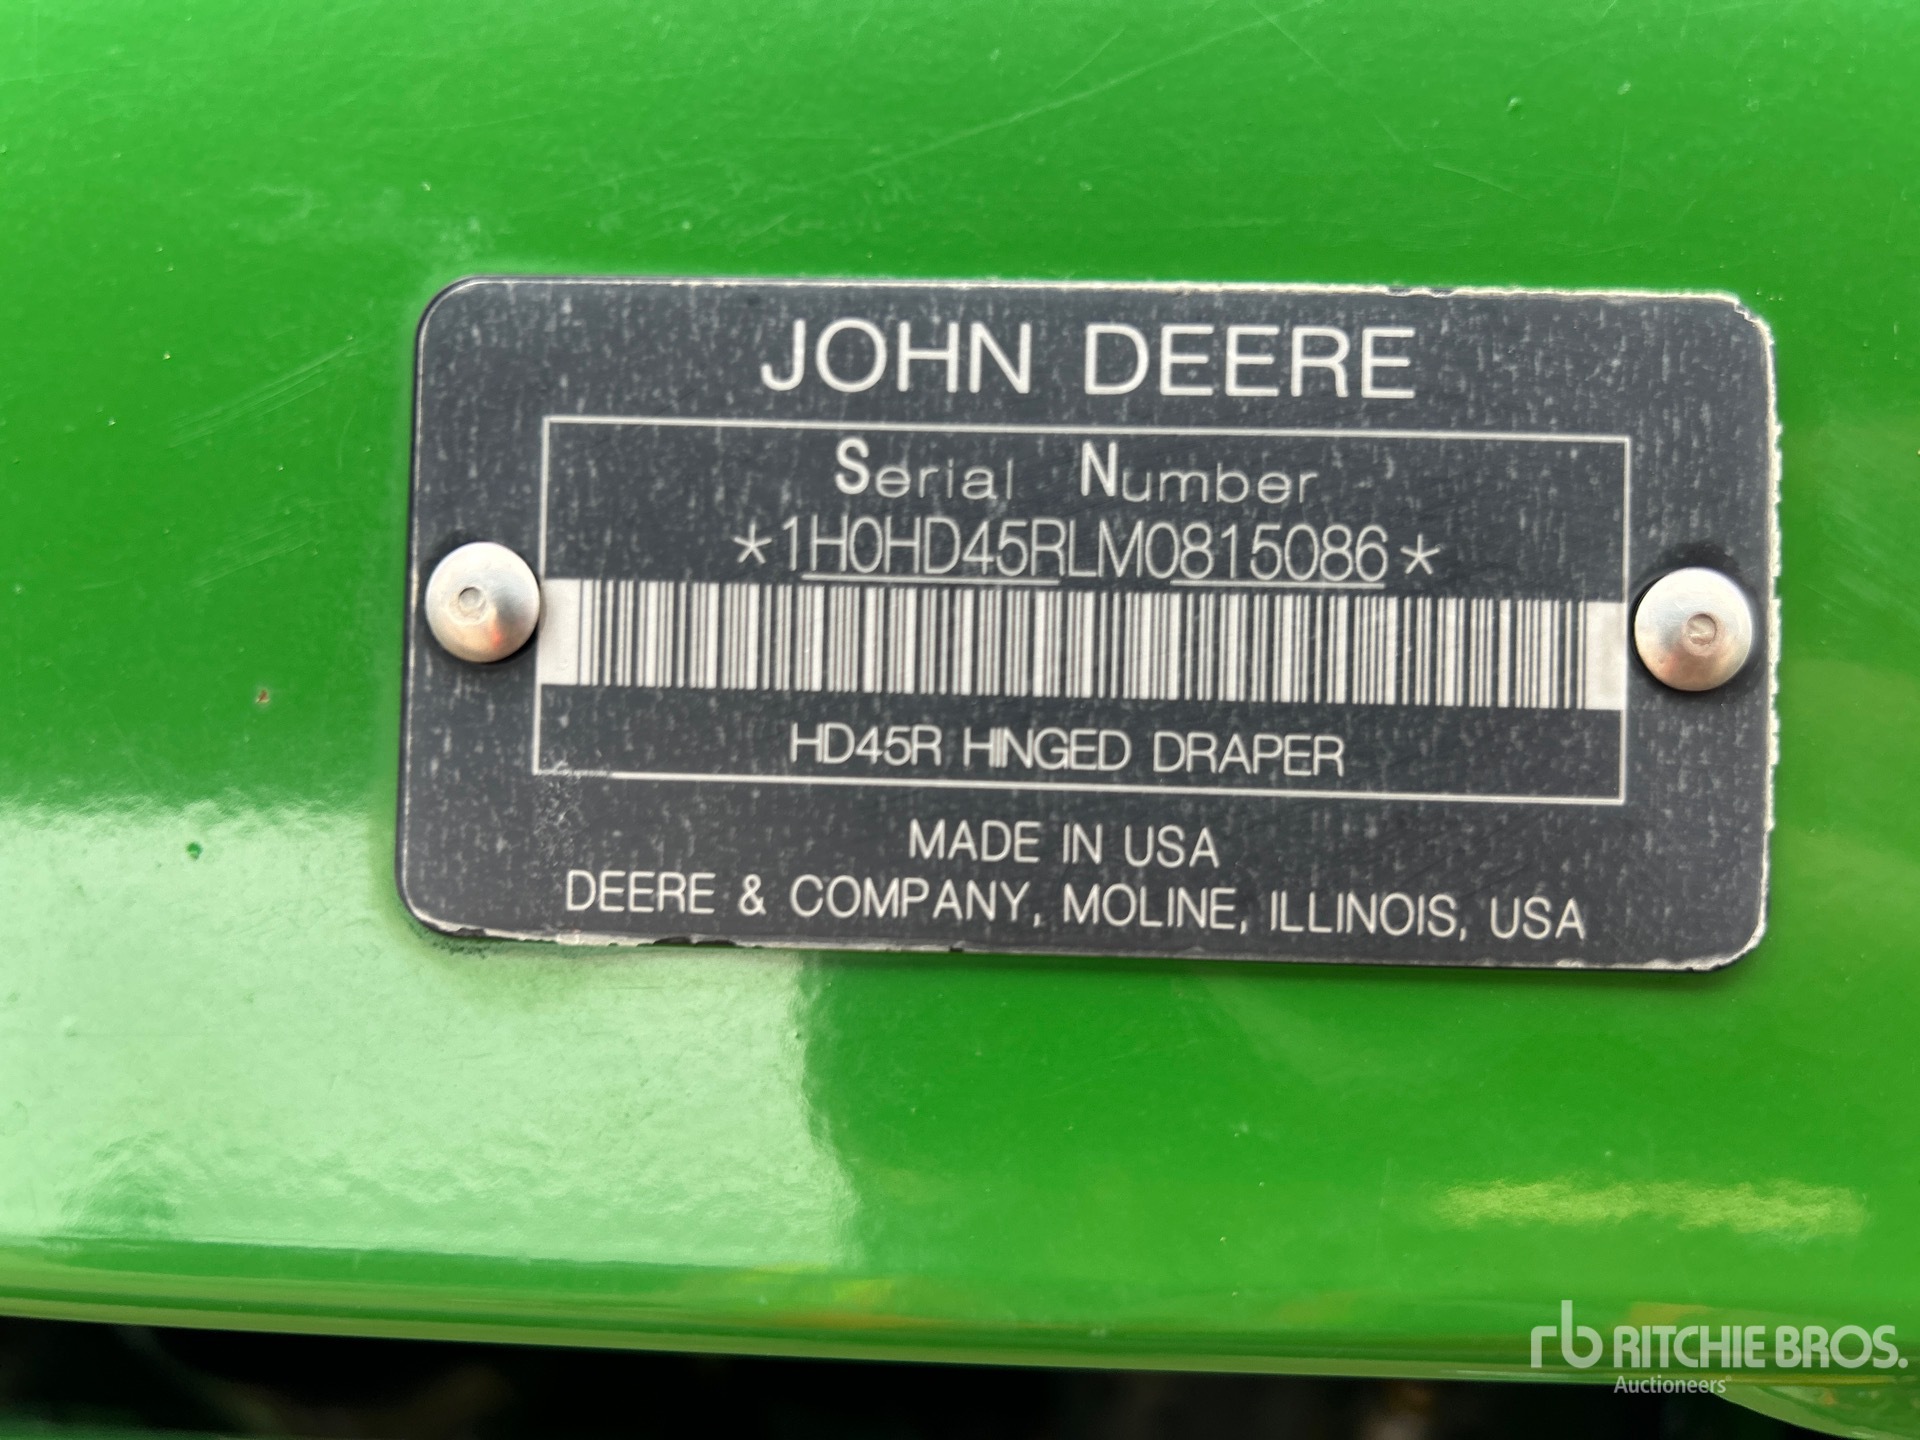 JOHN DEERE
Serial Number
*1H0HD45RLM0815086*
HD45R HINGED DRAPER
MADE IN USA
DEERE & COMPANY, MOLINE, ILLINOIS, USA
rb RITCHIE BROS.
Auctioneers